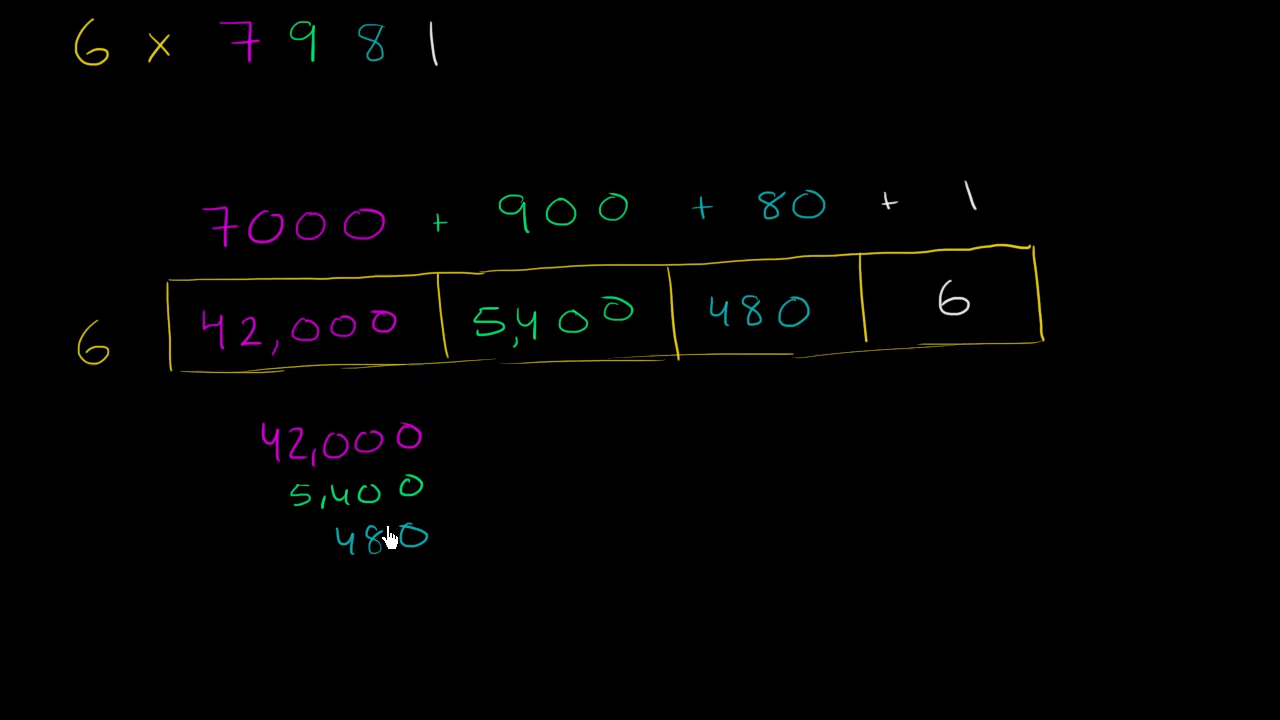 6 × 7 9 8 1
7000 + 900 + 80 + 1
6 42,000 5,400 480 6
42,000
5,400
480